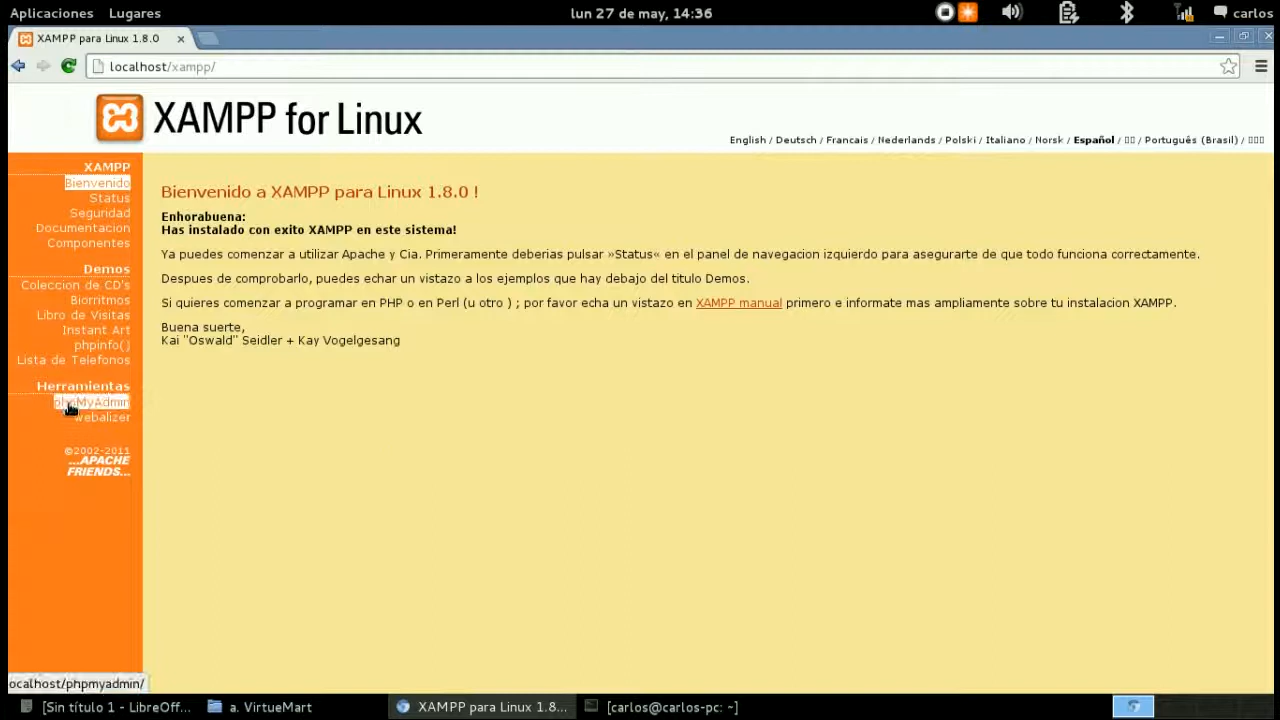 Aplicaciones Lugares lun 27 de may, 14:36 carlos
XAMPP para Linux 1.8.0
localhost/xampp/
XAMPP for Linux
English / Deutsch / Francais / Nederlands / Polski / Italiano / Norsk / Español / / Português (Brasil) /
XAMPP
Bienvenido
Status
Seguridad
Documentacion
Componentes
Demos
Coleccion de CD's
Biorritmos
Libro de Visitas
Instant Art
phpinfo()
Lista de Telefonos
Herramientas
phpMyAdmin
Webalizer
©2002-2011
...APACHE
FRIENDS...
Bienvenido a XAMPP para Linux 1.8.0 !
Enhorabuena:
Has instalado con exito XAMPP en este sistema!
Ya puedes comenzar a utilizar Apache y Cia. Primeramente deberias pulsar »Status« en el panel de navegacion izquierdo para asegurarte de que todo funciona correctamente.
Despues de comprobarlo, puedes echar un vistazo a los ejemplos que hay debajo del titulo Demos.
Si quieres comenzar a programar en PHP o en Perl (u otro ) ; por favor echa un vistazo en XAMPP manual primero e informate mas ampliamente sobre tu instalacion XAMPP.
Buena suerte,
Kai "Oswald" Seidler + Kay Vogelgesang
ocalhost/phpmyadmin/
[Sin título 1 - LibreOff... a. VirtueMart XAMPP para Linux 1.8... [carlos@carlos-pc: ~]